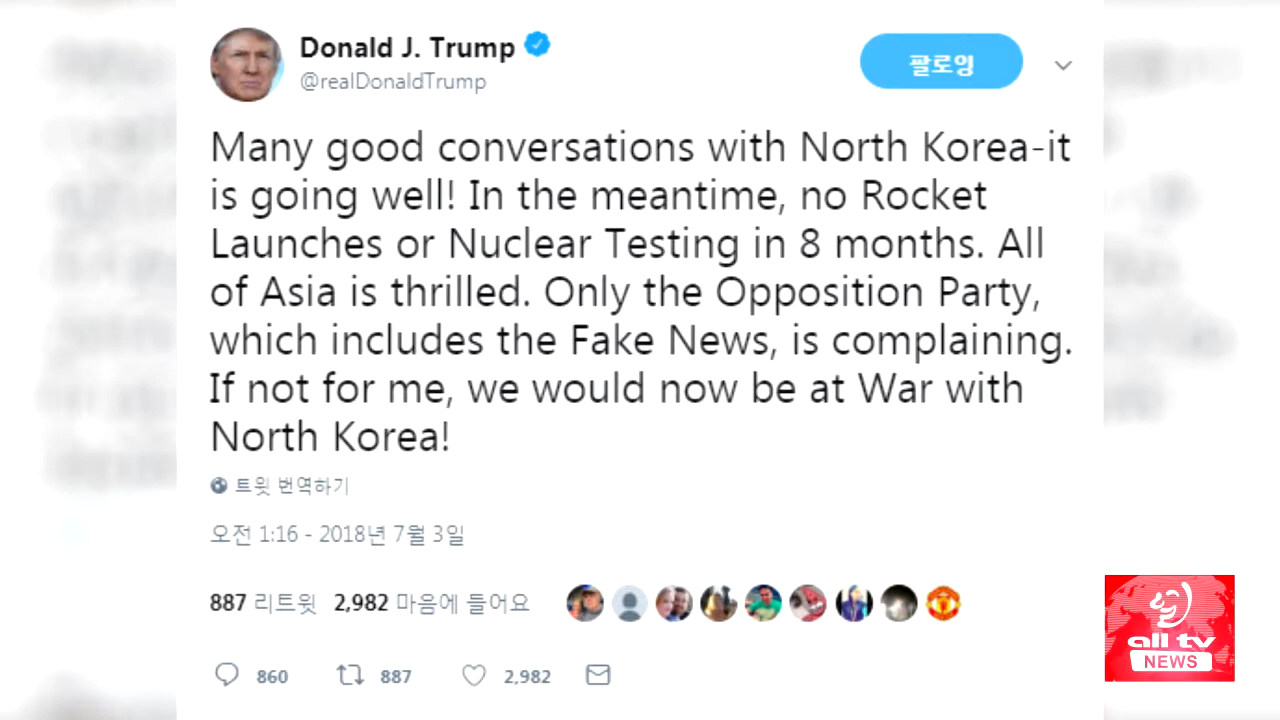 Donald J. Trump
@realDonaldTrump
팔로잉
Many good conversations with North Korea-it
is going well! In the meantime, no Rocket
Launches or Nuclear Testing in 8 months. All
of Asia is thrilled. Only the Opposition Party,
which includes the Fake News, is complaining.
If not for me, we would now be at War with
North Korea!
트윗 번역하기
오전 1:16 - 2018년 7월 3일
887 리트윗 2,982 마음에 들어요
860 887 2,982
all tv
NEWS